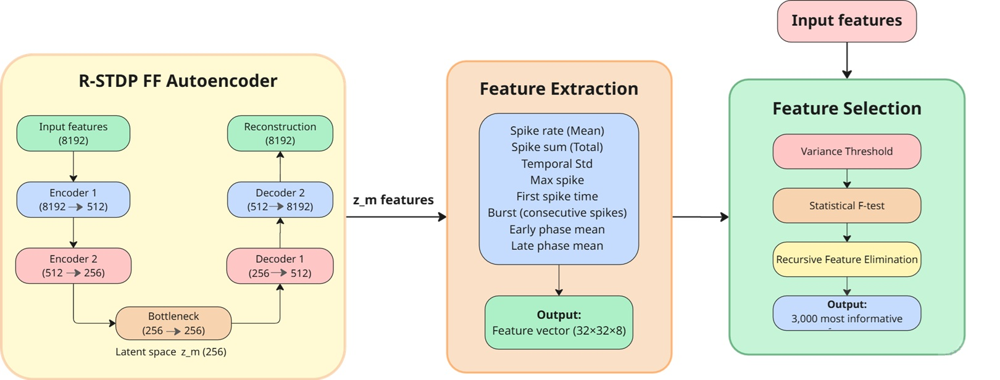 Input features
R-STDP FF Autoencoder
Input features
(8192)
Encoder 1
(8192 → 512)
Encoder 2
(512 → 256)
Bottleneck
(256 → 256)
Latent space z_m (256)
Reconstruction
(8192)
Decoder 2
(512 → 8192)
Decoder 1
(256 → 512)
z_m features
Feature Extraction
Spike rate (Mean)
Spike sum (Total)
Temporal Std
Max spike
First spike time
Burst (consecutive spikes)
Early phase mean
Late phase mean
Output:
Feature vector (32×32×8)
Feature Selection
Variance Threshold
Statistical F-test
Recursive Feature Elimination
Output:
3,000 most informative